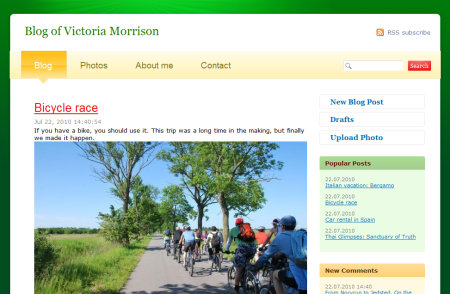 Blog of Victoria Morrison
RSS subscribe
Blog
Photos
About me
Contact
Search
Bicycle race
Jul 22, 2010 14:40:54
If you have a bike, you should use it. This trip was a long time in the making, but finally
we made it happen.
New Blog Post
Drafts
Upload Photo
Popular Posts
22.07.2010
Italian vacation: Bergamo
22.07.2010
Bicycle race
22.07.2010
Car rental in Spain
22.07.2010
Thai Glimpses: Sanctuary of Truth
New Comments
22.07.2010 14:40
From Norvrup to Jedsted. On the